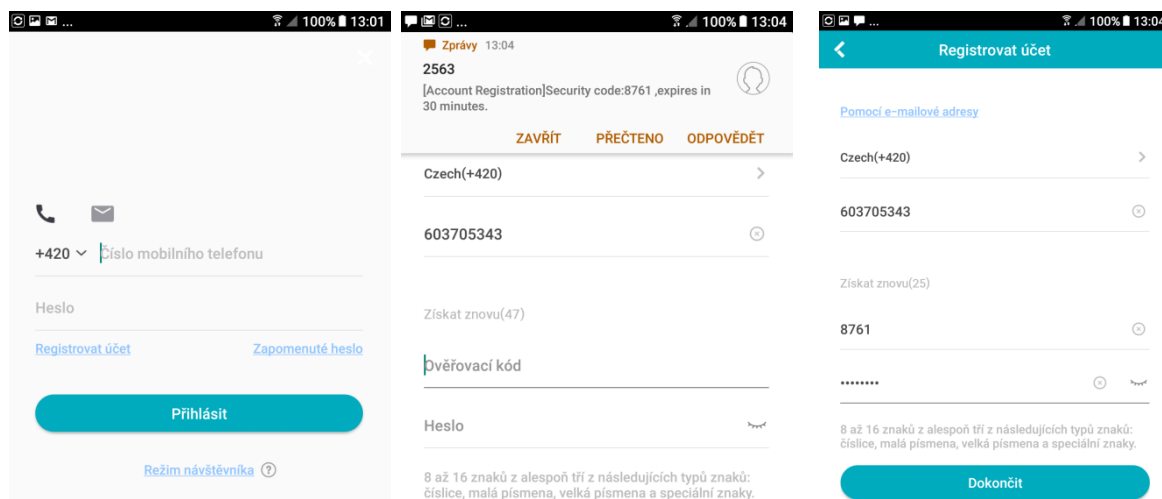 ... 100% 13:01
+420 Číslo mobilního telefonu
Heslo
Registrovat účet Zapomenuté heslo
Přihlásit
Režim návštěvníka ?
... 100% 13:04
Zprávy 13:04
2563
[Account Registration]Security code:8761 ,expires in
30 minutes.
ZAVŘÍT PŘEČTENO ODPOVĚDĚT
Czech(+420)
603705343
Získat znovu(47)
Ověřovací kód
Heslo
8 až 16 znaků z alespoň tří z následujících typů znaků:
číslice, malá písmena, velká písmena a speciální znaky.
... 100% 13:04
Registrovat účet
Pomocí e-mailové adresy
Czech(+420)
603705343
Získat znovu(25)
8761
••••••••
8 až 16 znaků z alespoň tří z následujících typů znaků:
číslice, malá písmena, velká písmena a speciální znaky.
Dokončit